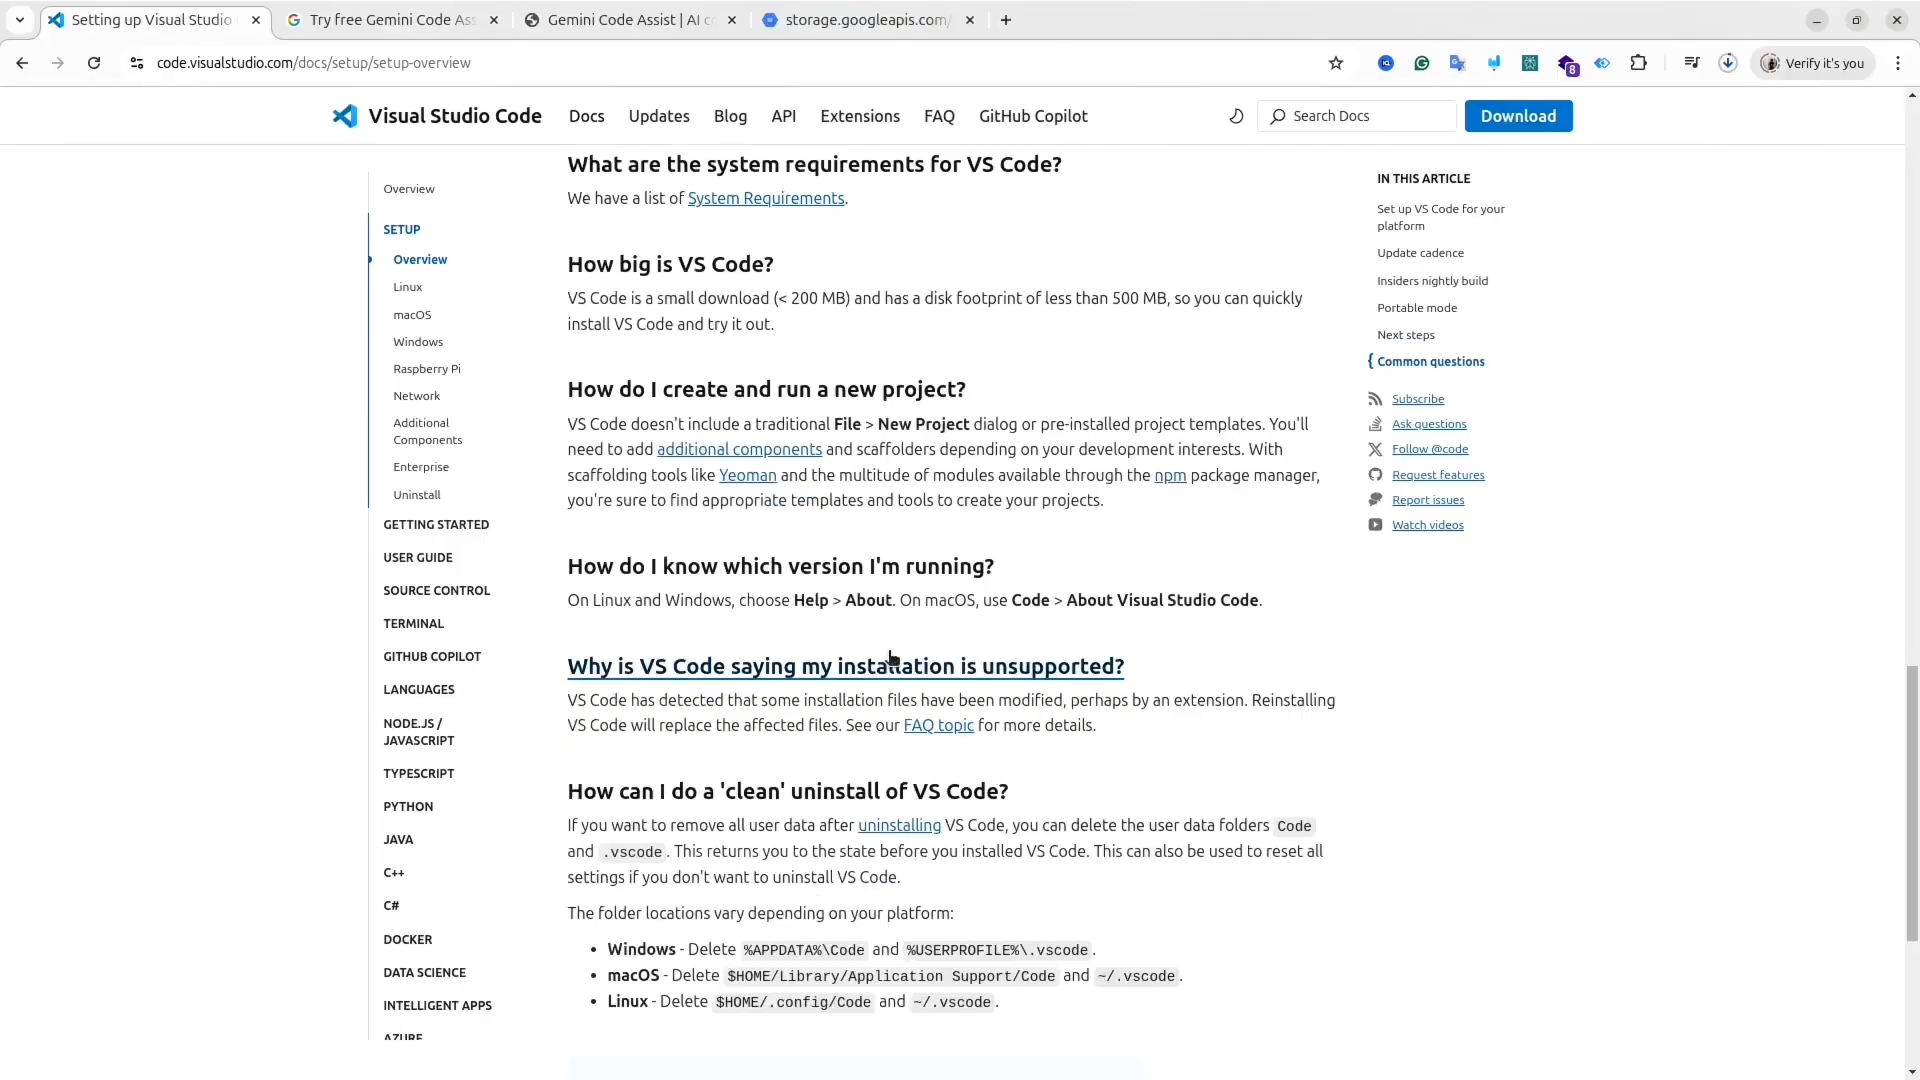 Setting up Visual Studio
Try free Gemini Code Ass
Gemini Code Assist | AI co
storage.googleapis.com/
code.visualstudio.com/docs/setup/setup-overview
8
Verify it's you
Visual Studio Code
Docs
Updates
Blog
API
Extensions
FAQ
GitHub Copilot
Search Docs
Download
Overview
SETUP
Overview
Linux
macOS
Windows
Raspberry Pi
Network
Additional
Components
Enterprise
Uninstall
GETTING STARTED
USER GUIDE
SOURCE CONTROL
TERMINAL
GITHUB COPILOT
LANGUAGES
NODE.JS /
JAVASCRIPT
TYPESCRIPT
PYTHON
JAVA
C++
C#
DOCKER
DATA SCIENCE
INTELLIGENT APPS
AZURE
What are the system requirements for VS Code?
We have a list of System Requirements.
How big is VS Code?
VS Code is a small download (< 200 MB) and has a disk footprint of less than 500 MB, so you can quickly
install VS Code and try it out.
How do I create and run a new project?
VS Code doesn't include a traditional File > New Project dialog or pre-installed project templates. You'll
need to add additional components and scaffolders depending on your development interests. With
scaffolding tools like Yeoman and the multitude of modules available through the npm package manager,
you're sure to find appropriate templates and tools to create your projects.
How do I know which version I'm running?
On Linux and Windows, choose Help > About. On macOS, use Code > About Visual Studio Code.
Why is VS Code saying my installation is unsupported?
VS Code has detected that some installation files have been modified, perhaps by an extension. Reinstalling
VS Code will replace the affected files. See our FAQ topic for more details.
How can I do a 'clean' uninstall of VS Code?
If you want to remove all user data after uninstalling VS Code, you can delete the user data folders Code
and .vscode. This returns you to the state before you installed VS Code. This can also be used to reset all
settings if you don't want to uninstall VS Code.
The folder locations vary depending on your platform:
• Windows - Delete %APPDATA%\Code and %USERPROFILE%\.vscode.
• macOS - Delete $HOME/Library/Application Support/Code and ~/.vscode.
• Linux - Delete $HOME/.config/Code and ~/.vscode.
IN THIS ARTICLE
Set up VS Code for your
platform
Update cadence
Insiders nightly build
Portable mode
Next steps
Common questions
Subscribe
Ask questions
Follow @code
Request features
Report issues
Watch videos